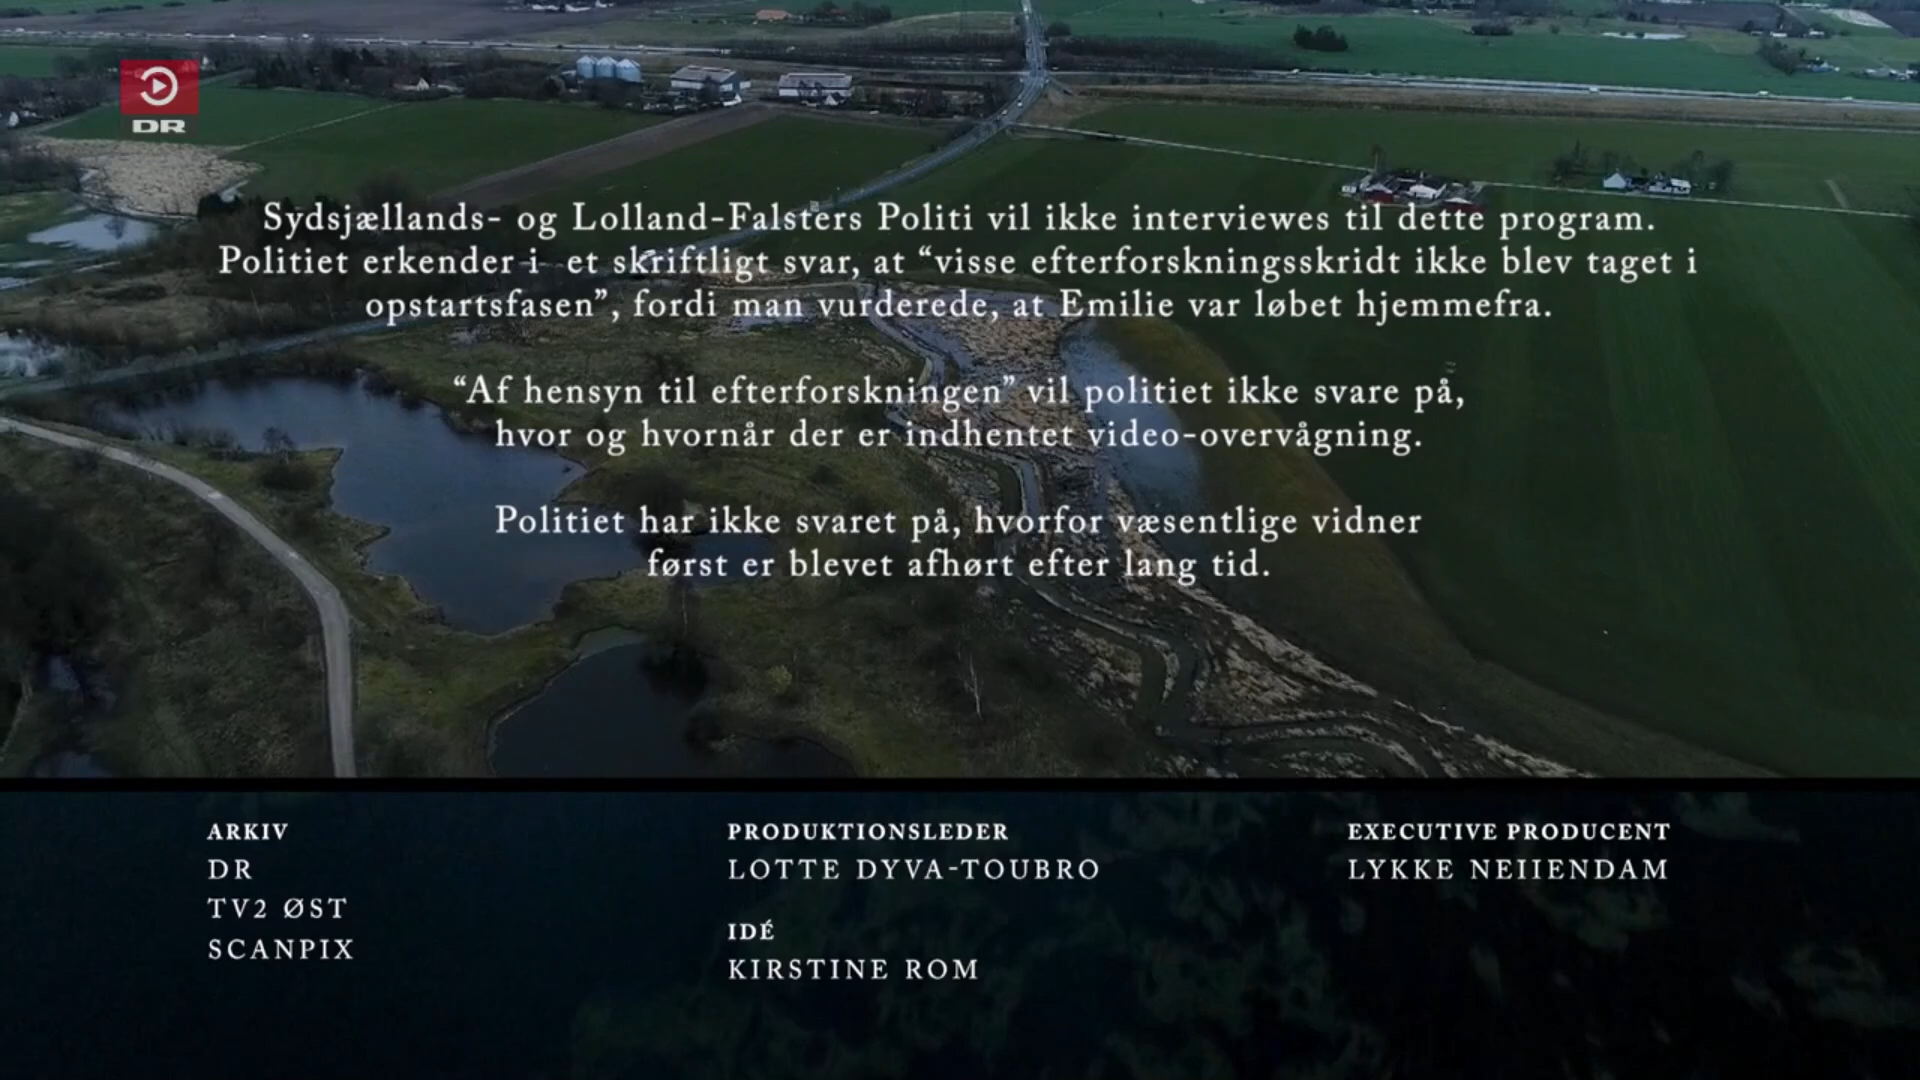 DR
Sydsjællands- og Lolland-Falsters Politi vil ikke interviewes til dette program.
Politiet erkender i et skriftligt svar, at “visse efterforskningsskridt ikke blev taget i
opstartsfasen”, fordi man vurderede, at Emilie var løbet hjemmefra.
“Af hensyn til efterforskningen” vil politiet ikke svare på,
hvor og hvornår der er indhentet video-overvågning.
Politiet har ikke svaret på, hvorfor væsentlige vidner
først er blevet afhørt efter lang tid.
ARKIV
DR
TV2 ØST
SCANPIX
PRODUKTIONSLEDER
LOTTE DYVA-TOUBRO
IDÉ
KIRSTINE ROM
EXECUTIVE PRODUCENT
LYKKE NEIIENDAM